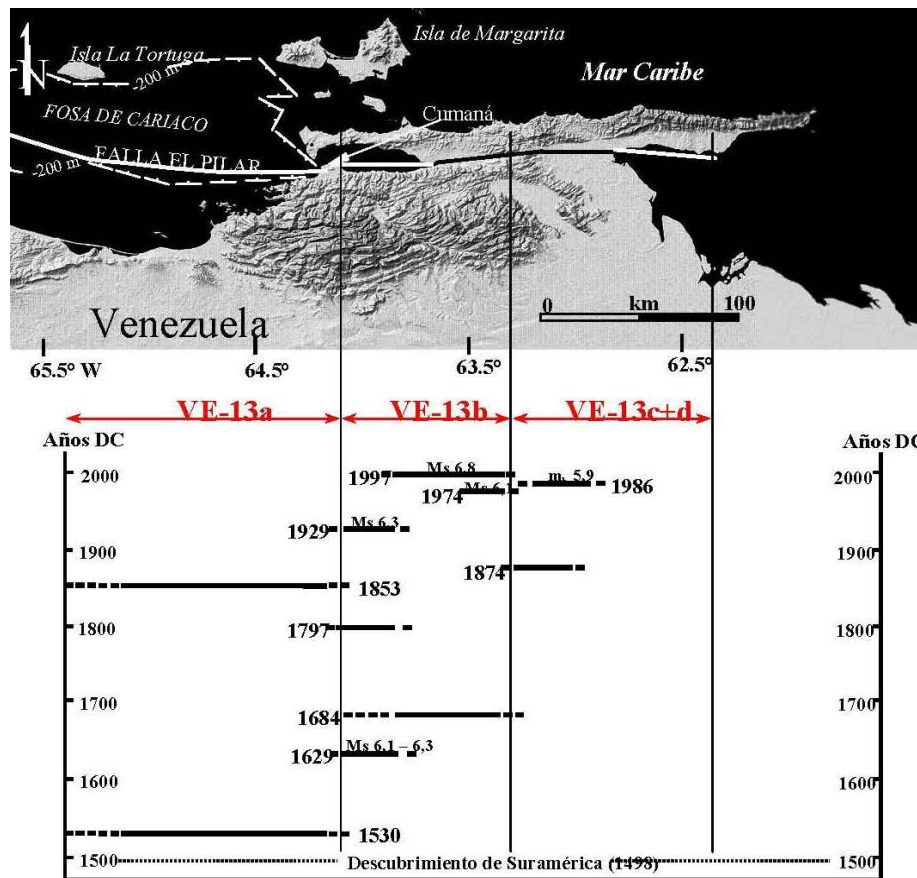 Isla de Margarita
Isla La Tortuga
N
-200 m
Mar Caribe
FOSA DE CARIACO
Cumaná
FALLA EL PILAR
-200 m
0 km 100
Venezuela
65.5° W 64.5° 63.5° 62.5°
VE-13a VE-13b VE-13c+d
Años DC Años DC
2000 1997 Ms 6,8 2000
1974 Ms 6,1 m 5,9 1986
1929 Ms 6,3
1900 1900
1874
1853
1800 1797 1800
1700 1700
1684
1629 Ms 6,1 – 6,3
1600 1600
1530
1500 Descubrimiento de Suramérica (1498) 1500